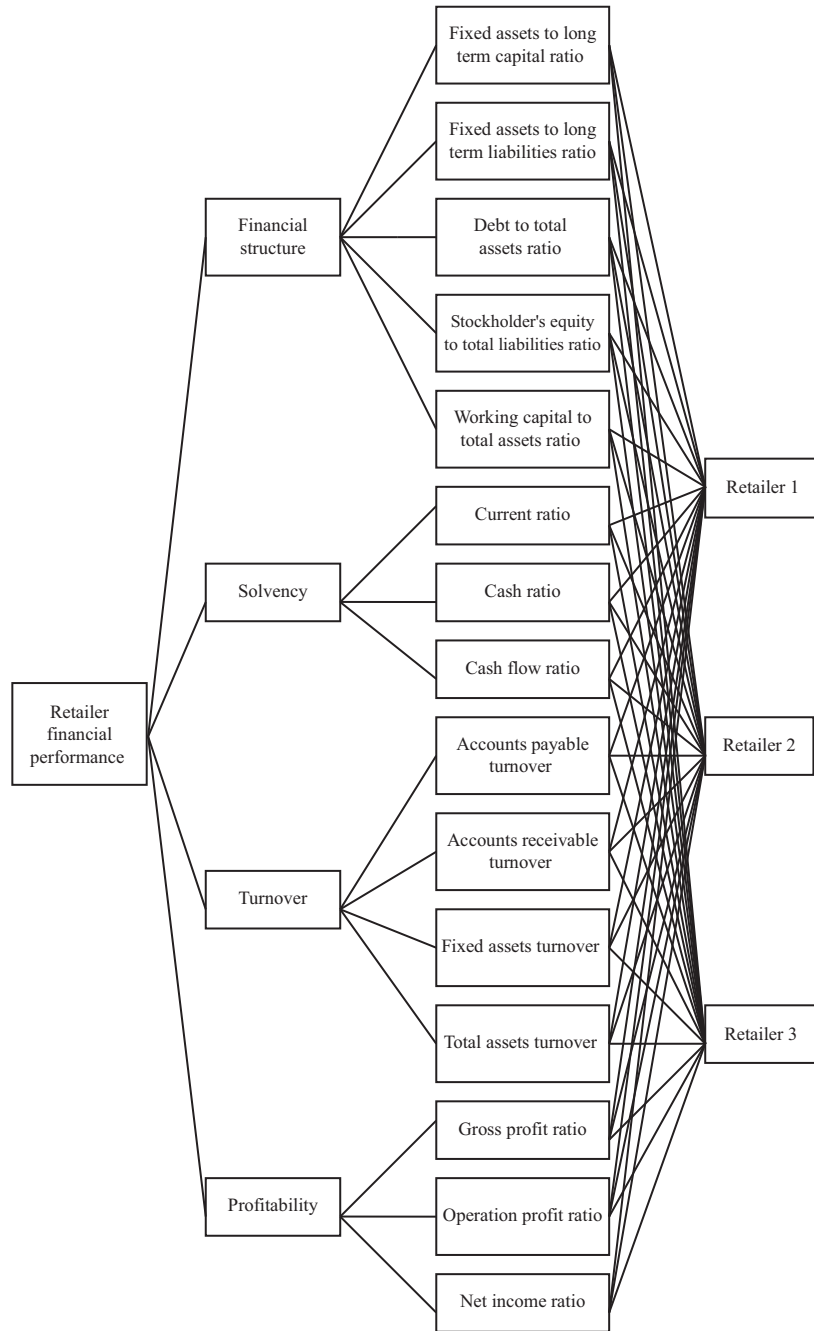 Retailer
financial
performance
Financial
structure
Solvency
Turnover
Profitability
Fixed assets to long
term capital ratio
Fixed assets to long
term liabilities ratio
Debt to total
assets ratio
Stockholder's equity
to total liabilities ratio
Working capital to
total assets ratio
Current ratio
Cash ratio
Cash flow ratio
Accounts payable
turnover
Accounts receivable
turnover
Fixed assets turnover
Total assets turnover
Gross profit ratio
Operation profit ratio
Net income ratio
Retailer 1
Retailer 2
Retailer 3